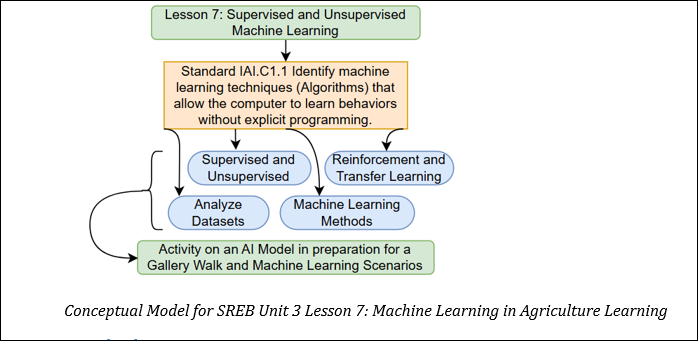 Lesson 7: Supervised and Unsupervised
Machine Learning
Standard IAI.C1.1 Identify machine
learning techniques (Algorithms) that
allow the computer to learn behaviors
without explicit programming.
Supervised and
Unsupervised
Reinforcement and
Transfer Learning
Analyze
Datasets
Machine Learning
Methods
Activity on an AI Model in preparation for a
Gallery Walk and Machine Learning Scenarios
Conceptual Model for SREB Unit 3 Lesson 7: Machine Learning in Agriculture Learning